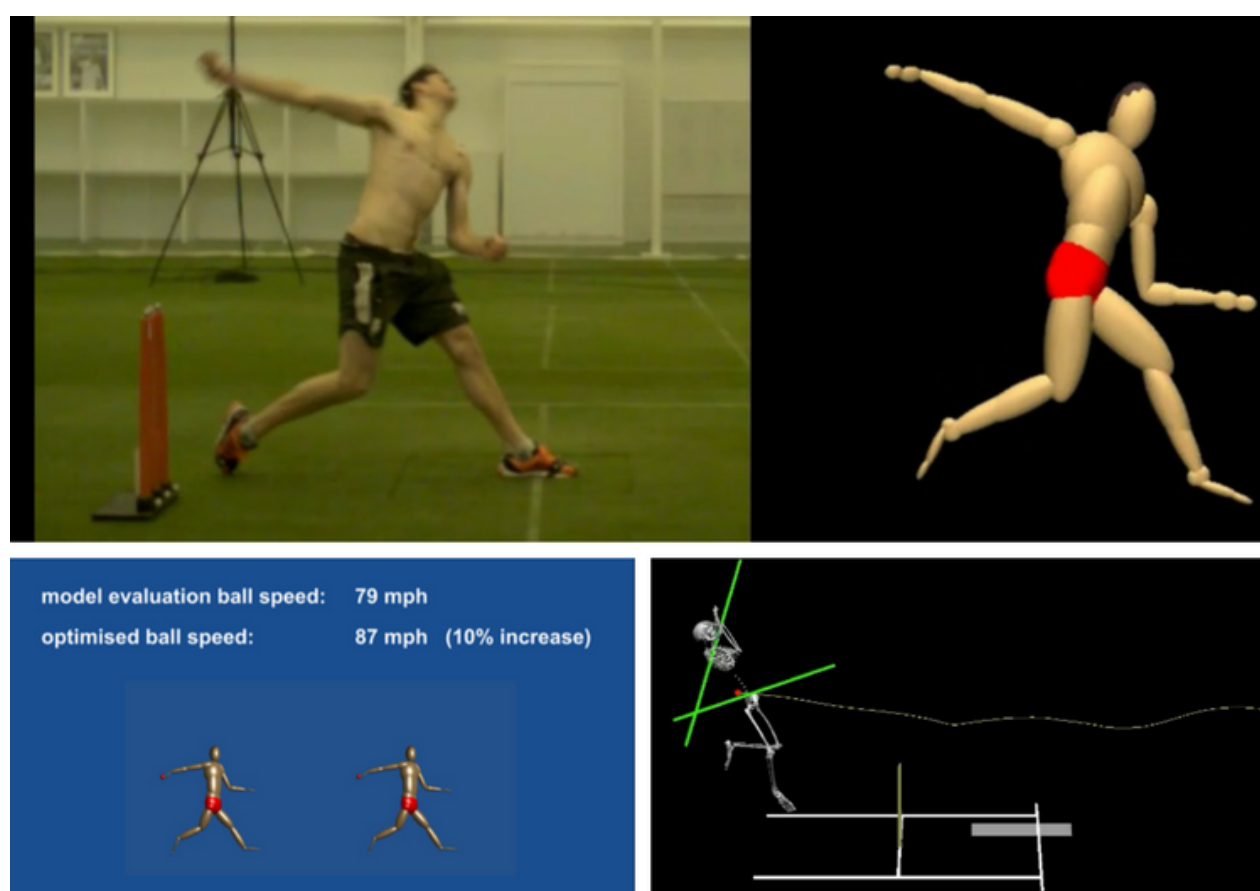 model evaluation ball speed: 79 mph
optimised ball speed: 87 mph (10% increase)